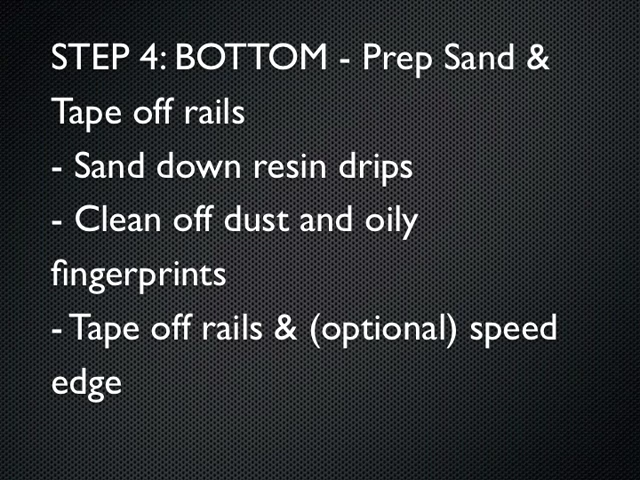 STEP 4: BOTTOM - Prep Sand &
Tape off rails
- Sand down resin drips
- Clean off dust and oily
fingerprints
- Tape off rails & (optional) speed
edge